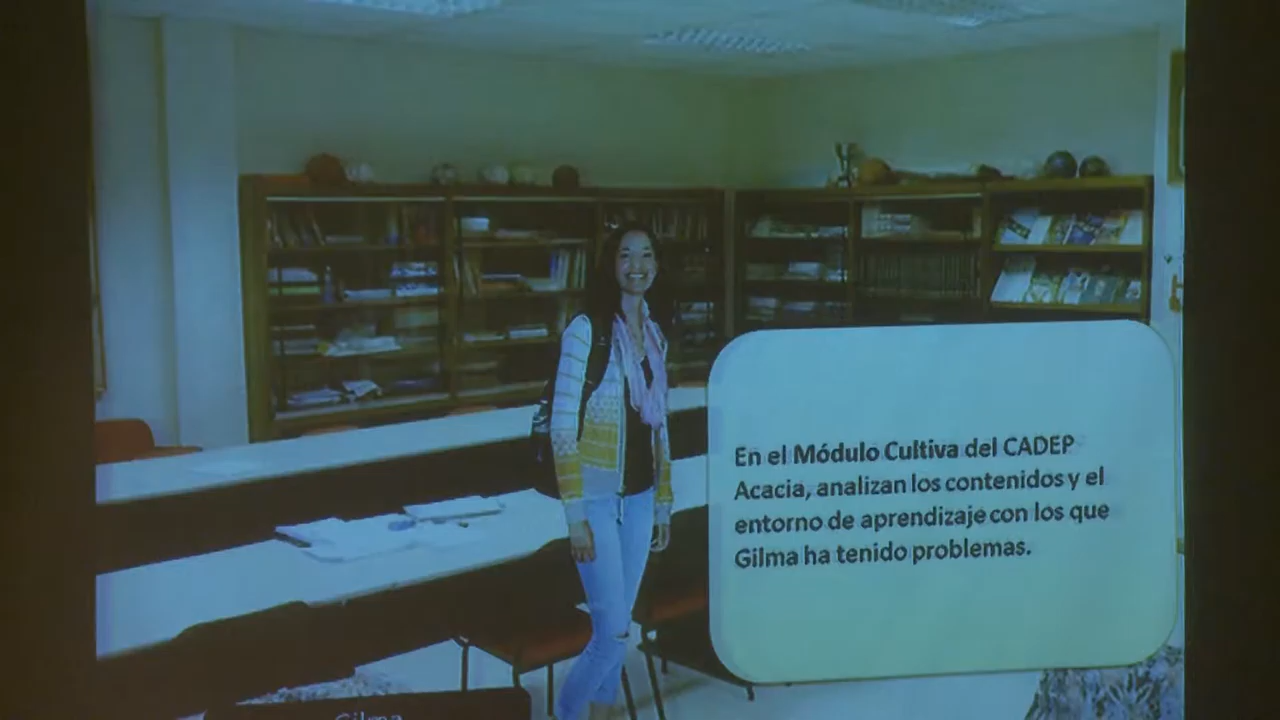 En el Módulo Cultiva del CADEP
Acacia, analizan los contenidos y el
entorno de aprendizaje con los que
Gilma ha tenido problemas.
Gilma